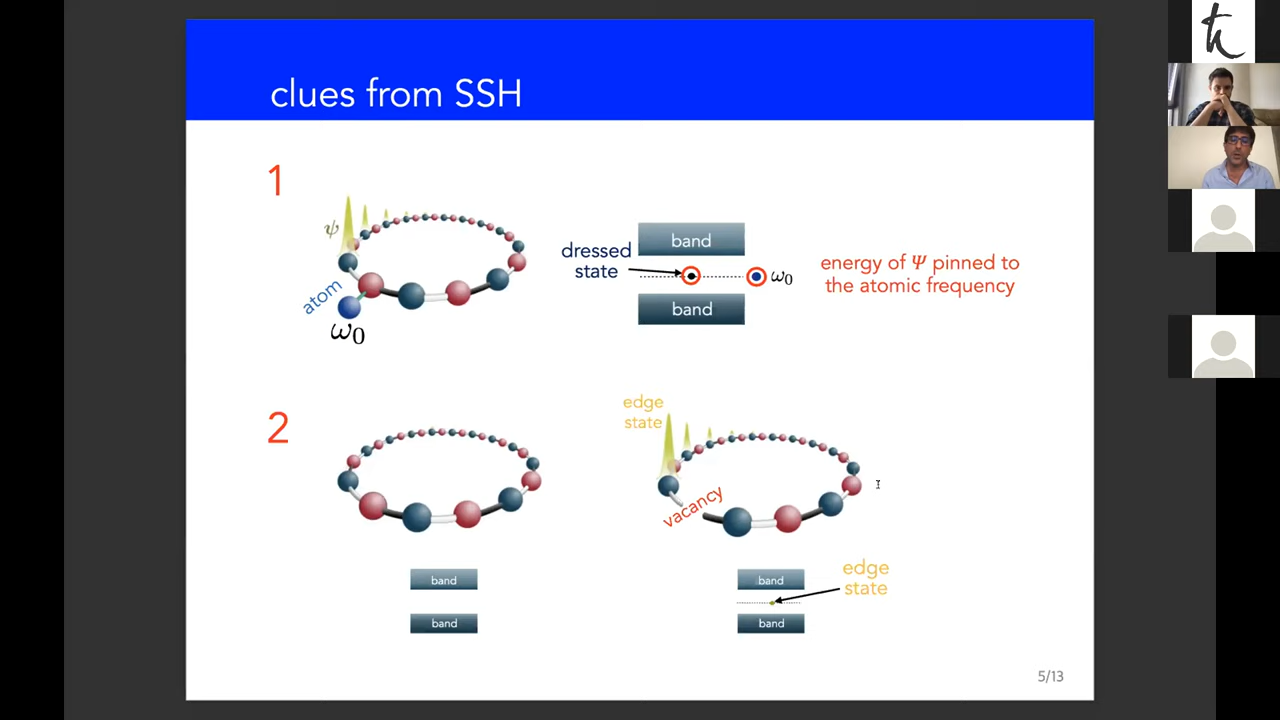 clues from SSH
1
ψ
atom
ω0
dressed
state
band
band
ω0
energy of Ψ pinned to
the atomic frequency
2
band
band
edge
state
vacancy
band
band
edge
state
5/13